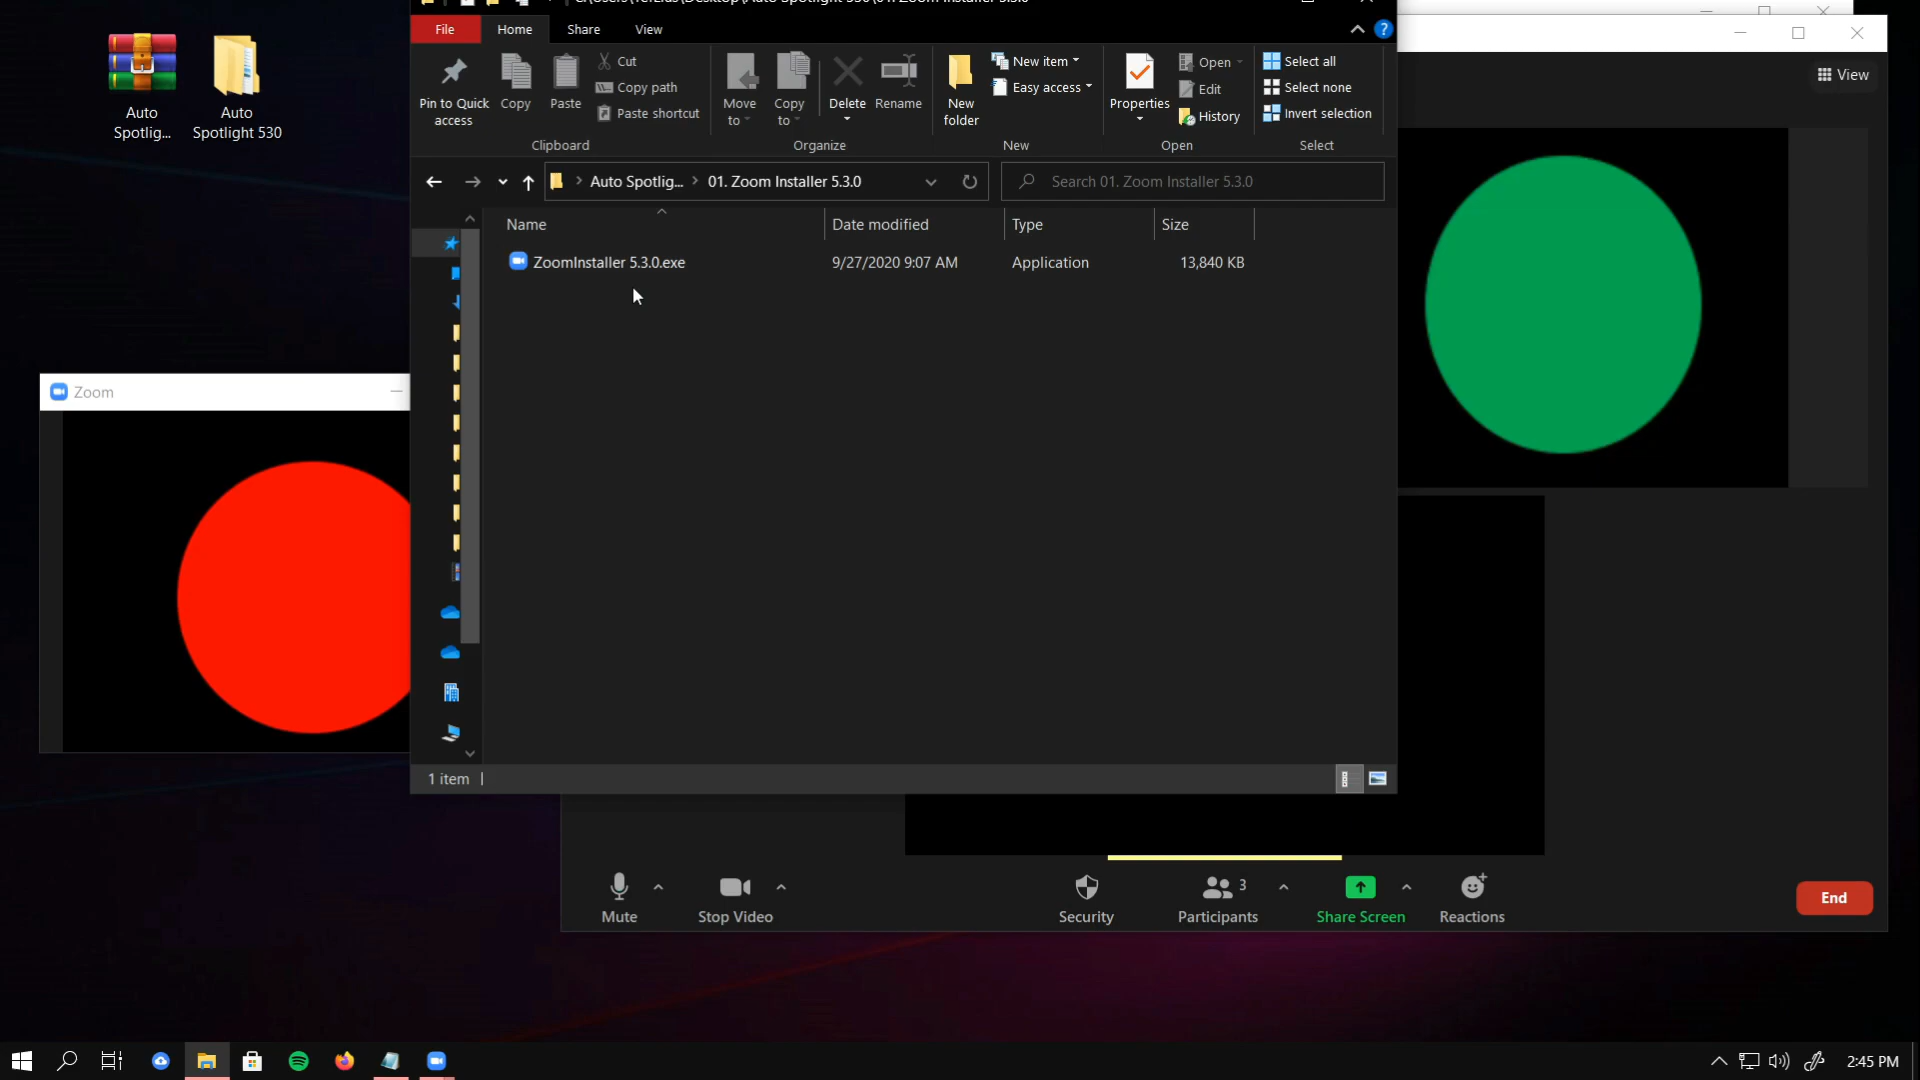 File
Home
Share
View
Auto
Spotlig...
Auto
Spotlight 530
Pin to Quick
access
Copy
Paste
Cut
Copy path
Paste shortcut
Clipboard
Move
to
Copy
to
Delete
Rename
Organize
New
folder
New item
Easy access
New
Properties
Open
Edit
History
Open
Select all
Select none
Invert selection
Select
View
Auto Spotlig...
01. Zoom Installer 5.3.0
Search 01. Zoom Installer 5.3.0
Name
Date modified
Type
Size
ZoomInstaller 5.3.0.exe
9/27/2020 9:07 AM
Application
13,840 KB
Zoom
1 item
Mute
Stop Video
Security
Participants
3
Share Screen
Reactions
End
2:45 PM